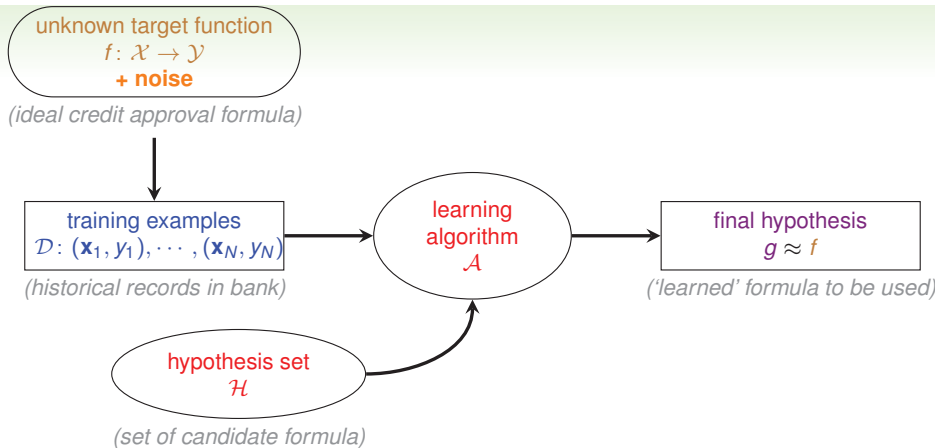 unknown target function
f : 𝒳 → 𝒴
+ noise
(ideal credit approval formula)
training examples
𝒟 : (x₁, y₁), ⋯ , (x_N, y_N)
(historical records in bank)
learning
algorithm
𝒜
final hypothesis
g ≈ f
('learned' formula to be used)
hypothesis set
ℋ
(set of candidate formula)